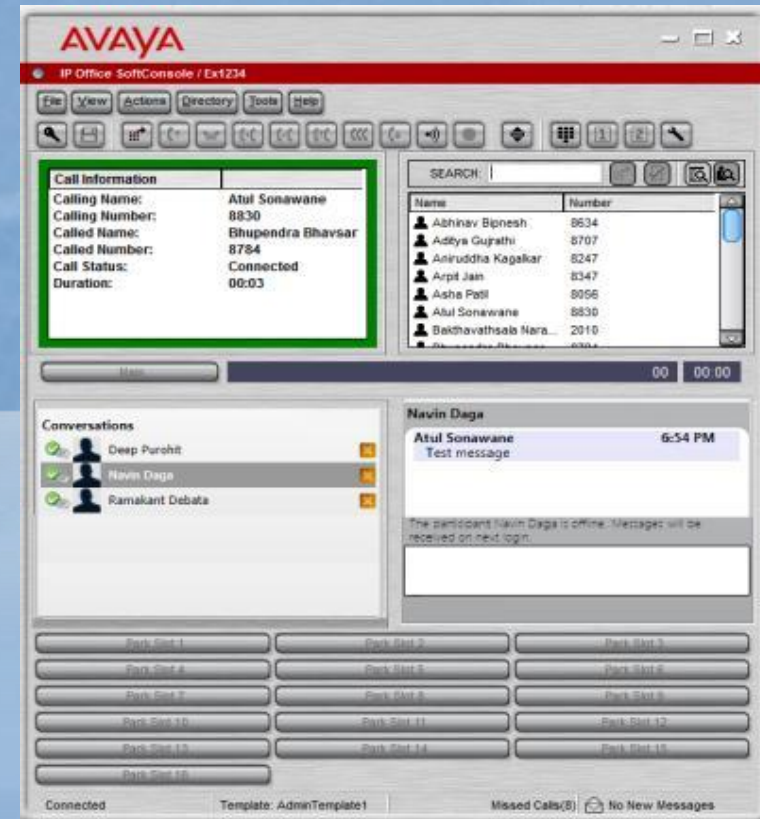 AVAYA
IP Office SoftConsole / Ex1234
File View Actions Directory Tools Help
Call Information
Calling Name: Atul Sonawane
Calling Number: 8830
Called Name: Bhupendra Bhavsar
Called Number: 8784
Call Status: Connected
Duration: 00:03
SEARCH:
Name Number
Abhinav Bipnesh 8634
Aditya Gujrathi 8707
Aniruddha Kagalkar 8247
Arpit Jain 8347
Asha Patil 8056
Atul Sonawane 8830
Bakthavathsala Nara... 2010
Main 00 00:00
Conversations
Deep Purohit
Navin Daga
Ramakant Debata
Navin Daga
Atul Sonawane 6:54 PM
Test message
The participant Navin Daga is offline. Messages will be
received on next login.
Park Slot 1 Park Slot 2 Park Slot 3
Park Slot 4 Park Slot 5 Park Slot 6
Park Slot 7 Park Slot 8 Park Slot 9
Park Slot 10 Park Slot 11 Park Slot 12
Park Slot 13 Park Slot 14 Park Slot 15
Park Slot 16
Connected Template: AdminTemplate1 Missed Calls(8) No New Messages